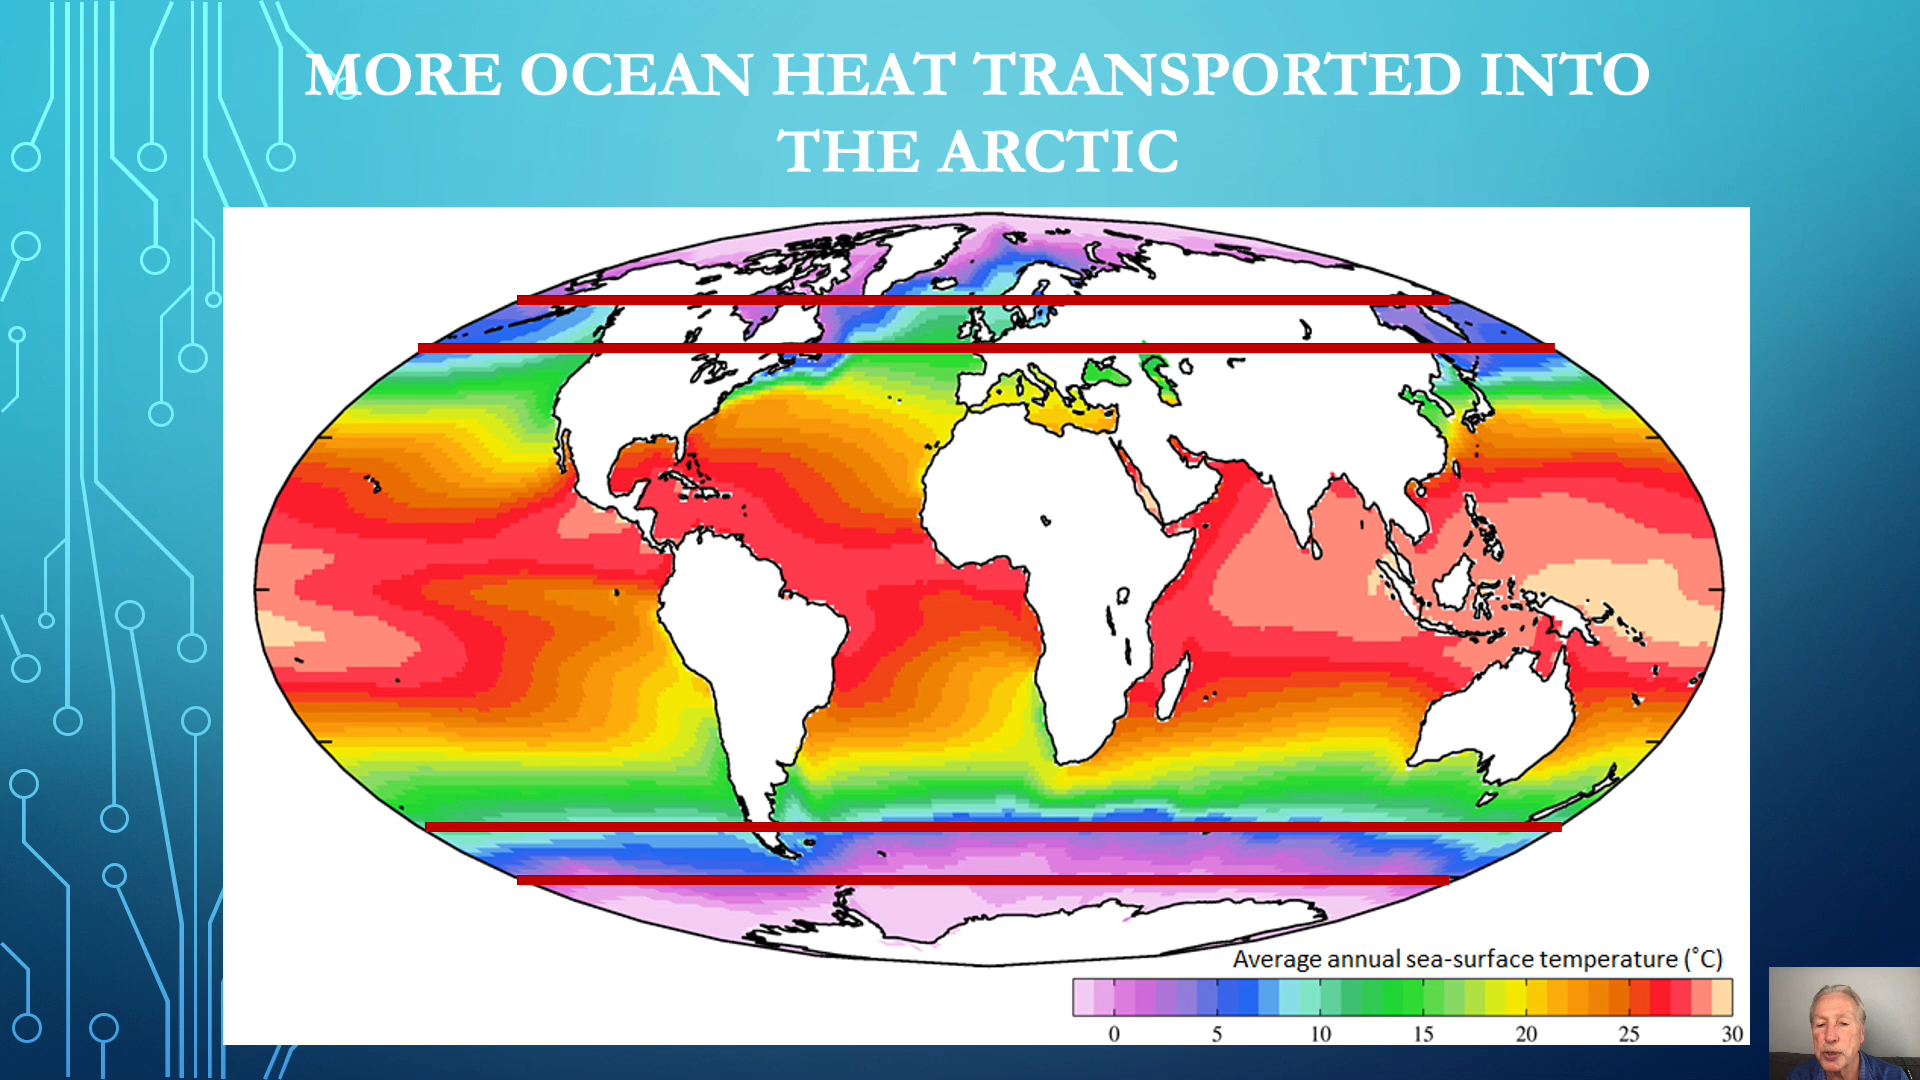 MORE OCEAN HEAT TRANSPORTED INTO
THE ARCTIC
Average annual sea-surface temperature (˚C)
0 5 10 15 20 25 30